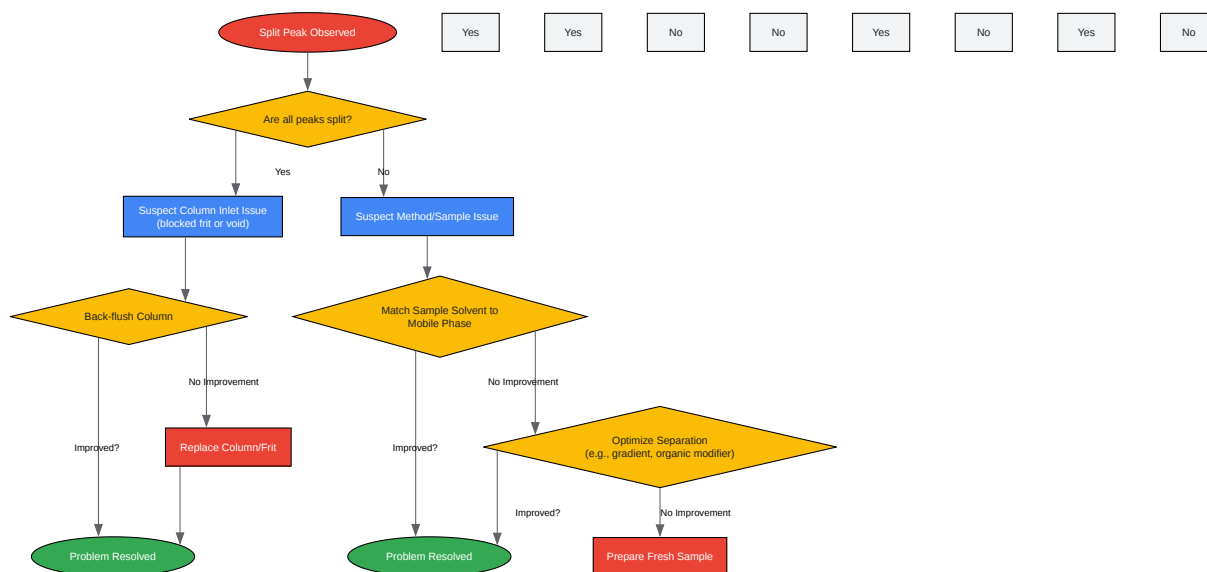 Split Peak Observed
Yes
Yes
No
No
Yes
No
Yes
No
Are all peaks split?
Yes
No
Suspect Column Inlet Issue
(blocked frit or void)
Suspect Method/Sample Issue
Back-flush Column
Match Sample Solvent to
Mobile Phase
No Improvement
No Improvement
Improved?
Replace Column/Frit
Improved?
Optimize Separation
(e.g., gradient, organic modifier)
Improved?
No Improvement
Problem Resolved
Problem Resolved
Prepare Fresh Sample